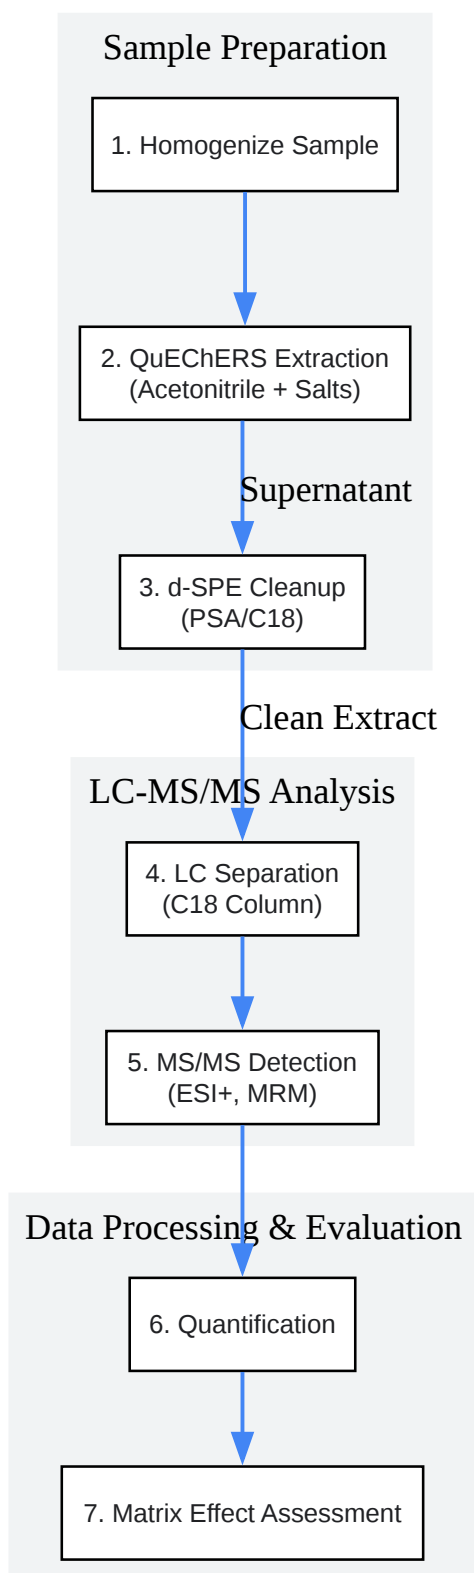 Sample Preparation
1. Homogenize Sample
2. QuEChERS Extraction
(Acetonitrile + Salts)
Supernatant
3. d-SPE Cleanup
(PSA/C18)
Clean Extract
LC-MS/MS Analysis
4. LC Separation
(C18 Column)
5. MS/MS Detection
(ESI+, MRM)
Data Processing & Evaluation
6. Quantification
7. Matrix Effect Assessment